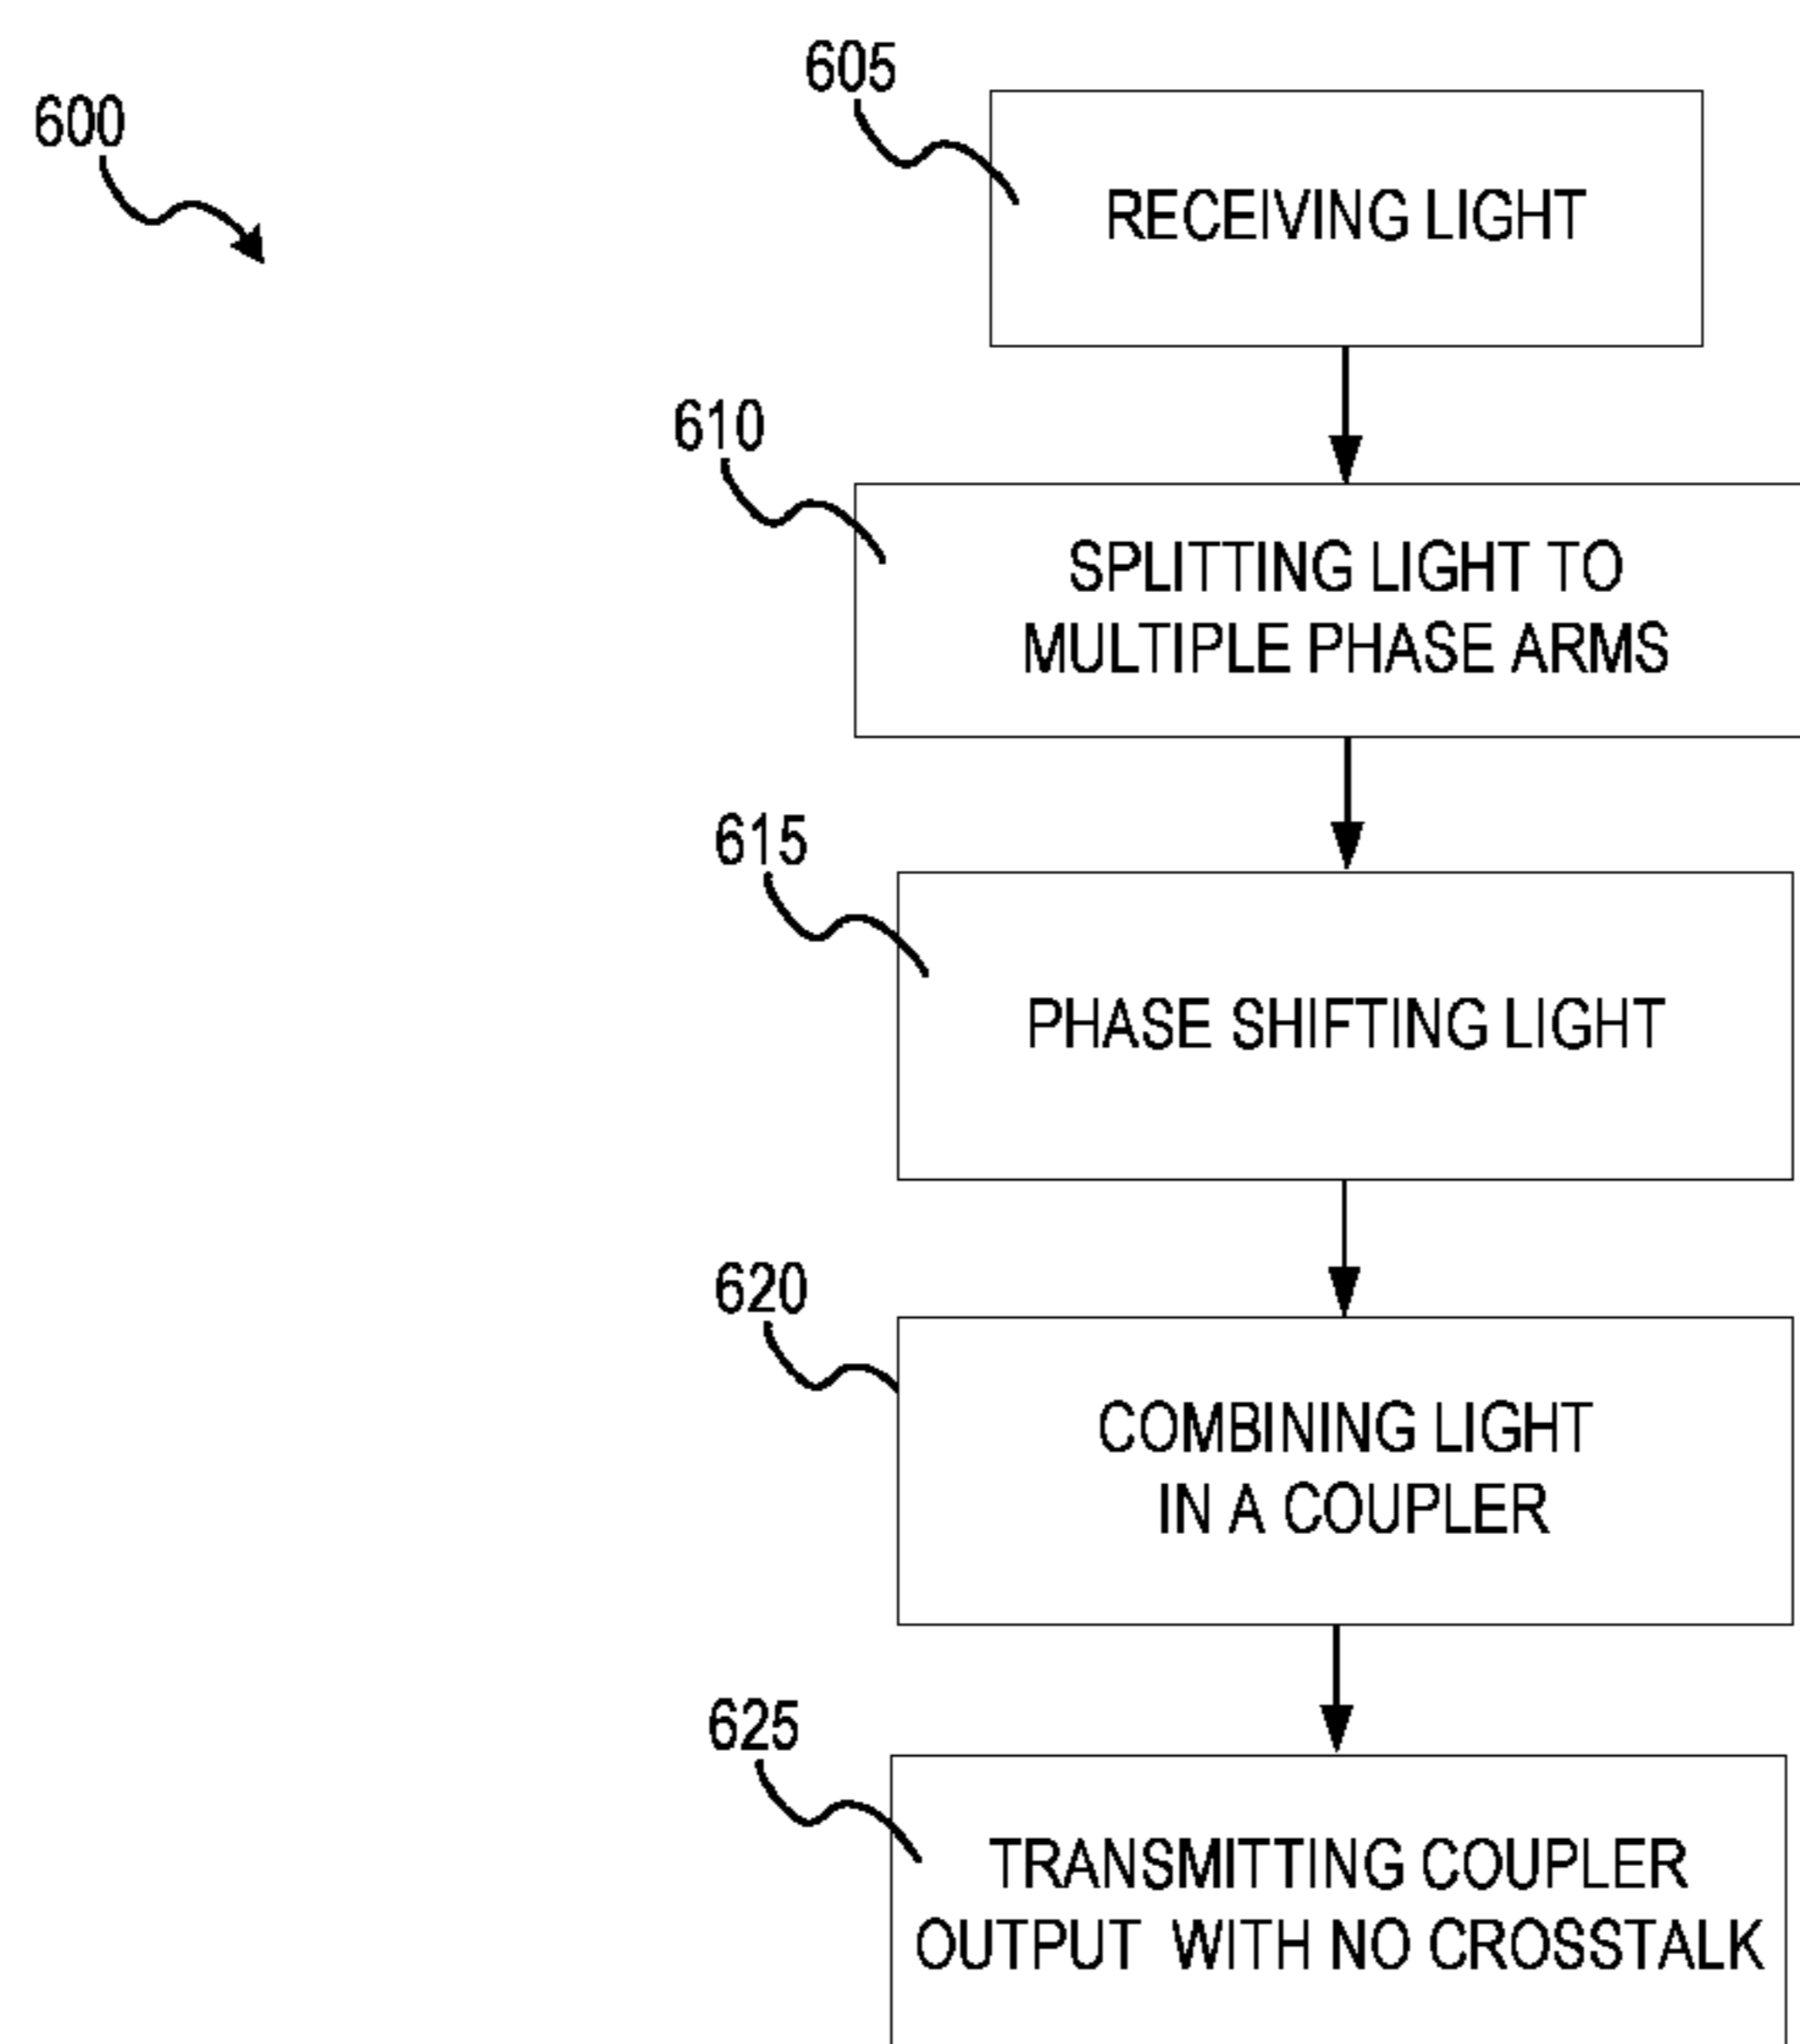 600
605
RECEIVING LIGHT
610
SPLITTING LIGHT TO
MULTIPLE PHASE ARMS
615
PHASE SHIFTING LIGHT
620
COMBINING LIGHT
IN A COUPLER
625
TRANSMITTING COUPLER
OUTPUT WITH NO CROSSTALK